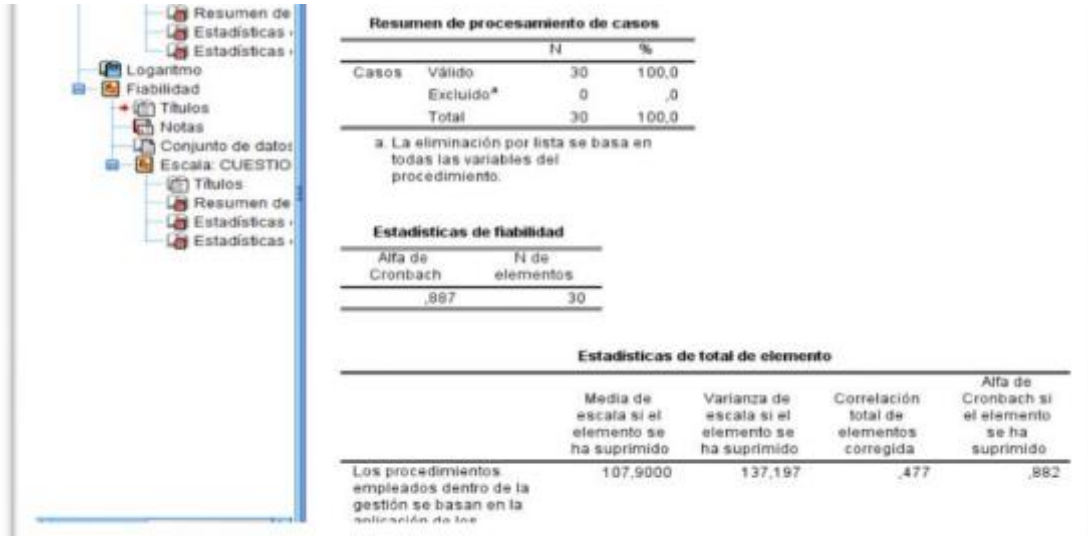 Resumen de
Estadísticas
Estadísticas
Logaritmo
Fiabilidad
Títulos
Notas
Conjunto de datos
Escala: CUESTIO
Títulos
Resumen de
Estadísticas
Estadísticas
Resumen de procesamiento de casos
N %
Casos Válido 30 100,0
Excluidoª 0 ,0
Total 30 100,0
a. La eliminación por lista se basa en
todas las variables del
procedimiento.
Estadísticas de fiabilidad
Alfa de
Cronbach
N de
elementos
,887 30
Estadísticas de total de elemento
Media de
escala si el
elemento se
ha suprimido
Varianza de
escala si el
elemento se
ha suprimido
Correlación
total de
elementos
corregida
Alfa de
Cronbach si
el elemento
se ha
suprimido
Los procedimientos 107,9000 137,197 ,477 ,882
empleados dentro de la
gestión se basan en la
aplicación de los